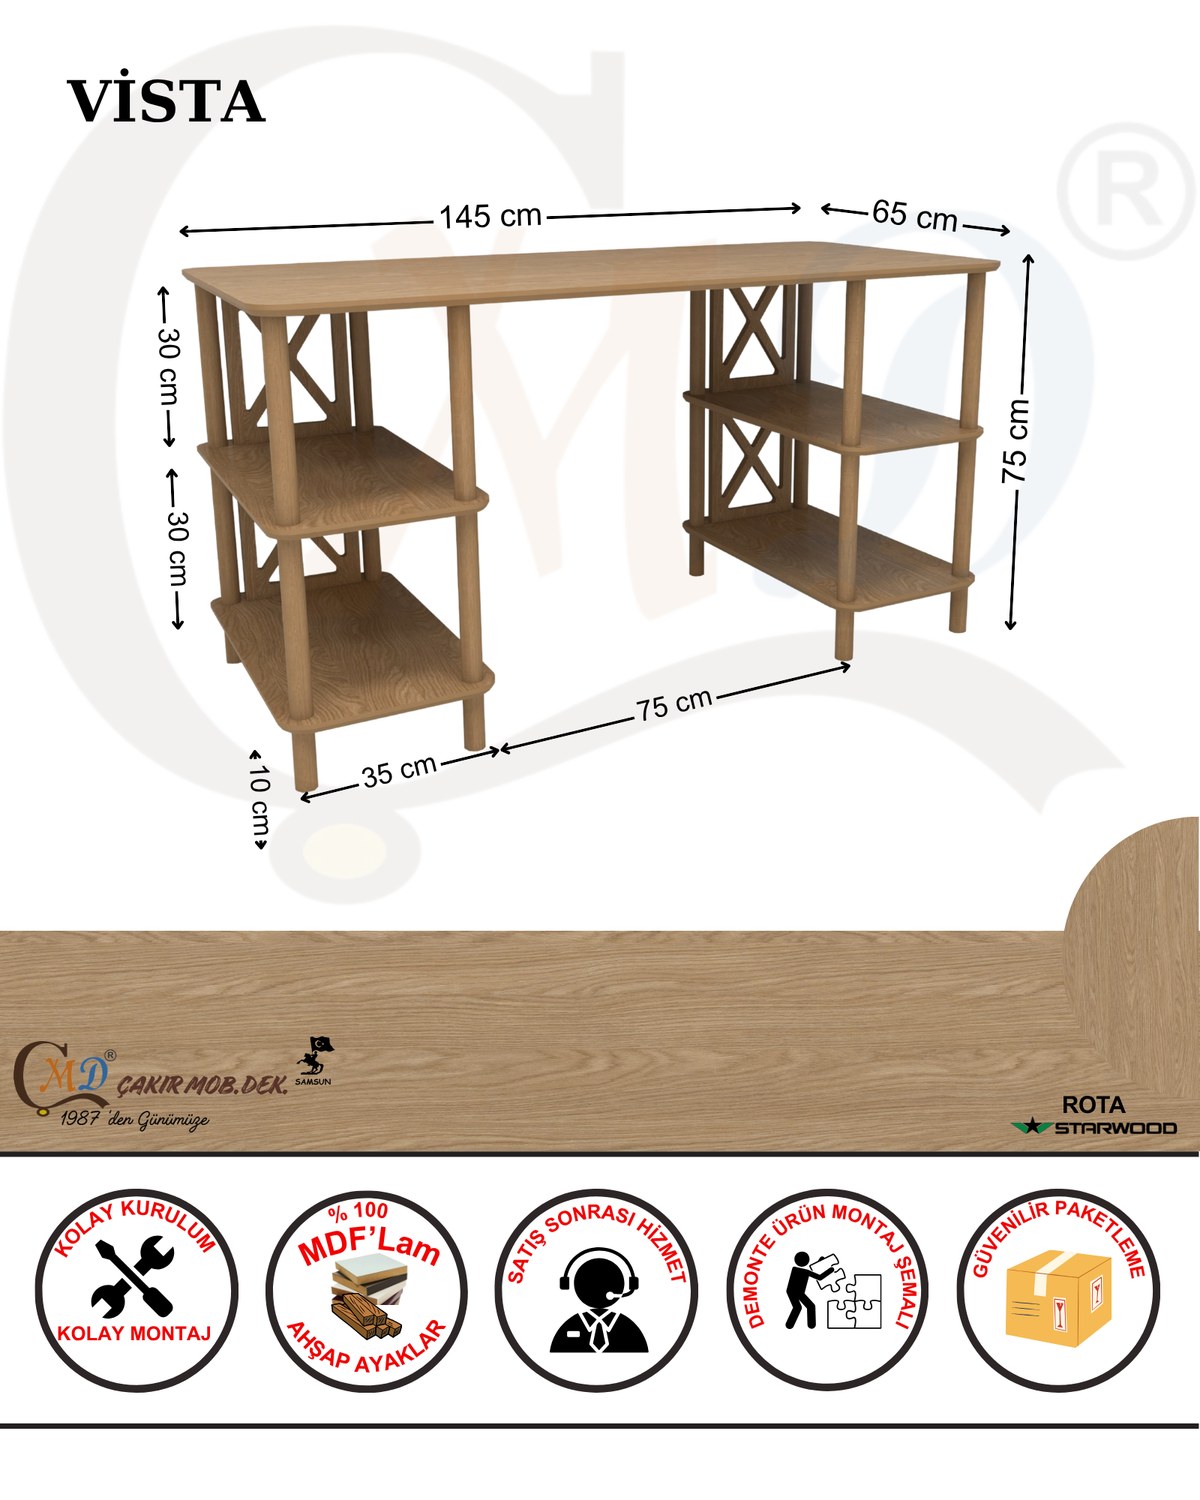 VİSTA
145 cm
65 cm
30 cm
30 cm
75 cm
75 cm
35 cm
10 cm
®
ÇMD®
ÇAKIR MOB.DEK.
1987 'den Günümüze
SAMSUN
ROTA
STARWOOD
KOLAY KURULUM
KOLAY MONTAJ
% 100
MDF'Lam
AHŞAP AYAKLAR
SATIŞ SONRASI HİZMET
DEMONTE ÜRÜN MONTAJ ŞEMALI
GÜVENİLİR PAKETLEME